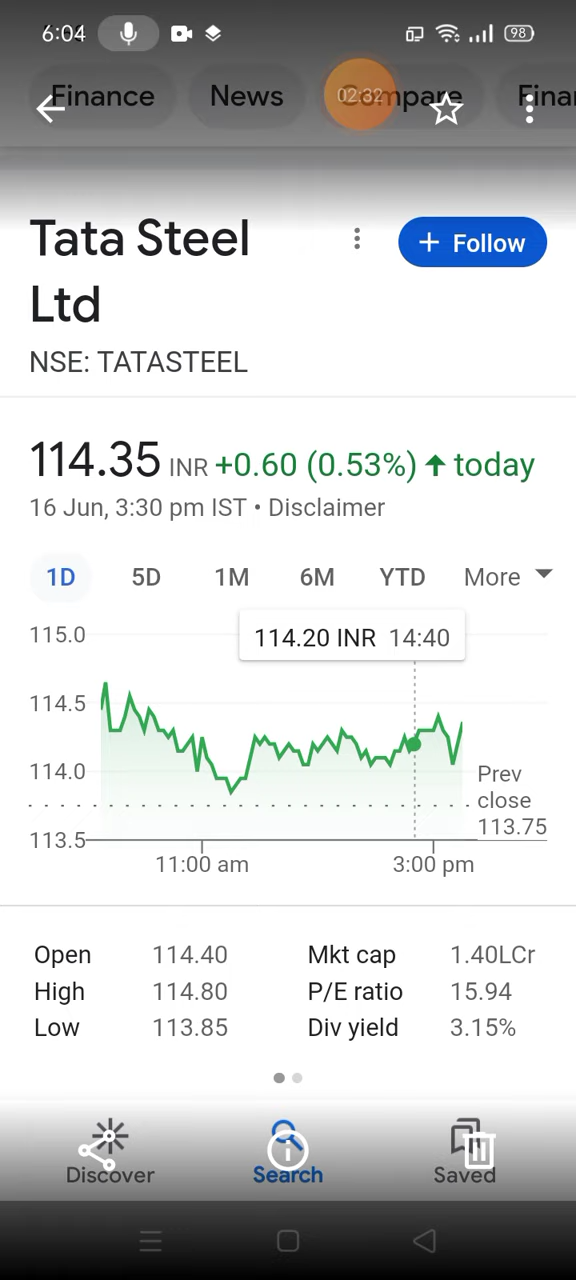 6:04 98
Finance News Compare Finan
02:32
Tata Steel
Ltd
+ Follow
NSE: TATASTEEL
114.35 INR +0.60 (0.53%) ↑ today
16 Jun, 3:30 pm IST • Disclaimer
1D 5D 1M 6M YTD More
115.0
114.20 INR 14:40
114.5
114.0
Prev
close
113.75
113.5
11:00 am 3:00 pm
Open 114.40 Mkt cap 1.40LCr
High 114.80 P/E ratio 15.94
Low 113.85 Div yield 3.15%
Discover Search Saved